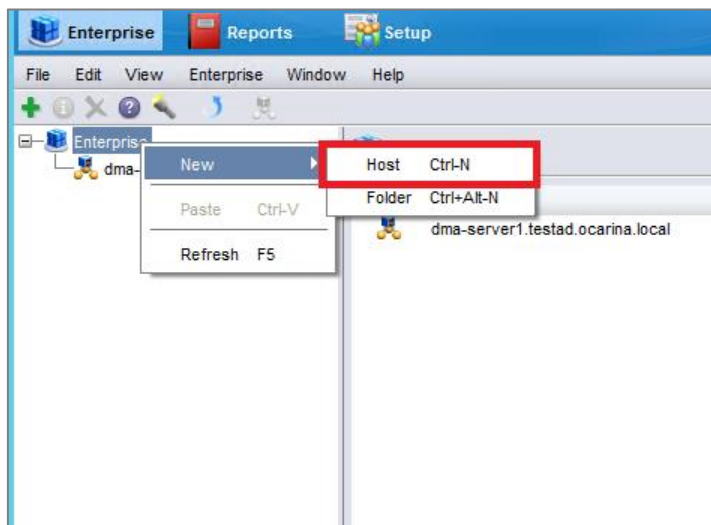 Enterprise Reports Setup
File Edit View Enterprise Window Help
Enterprise
dma-
New
Paste Ctrl-V
Refresh F5
Host Ctrl-N
Folder Ctrl+Alt-N
dma-server1.testad.ocarina.local